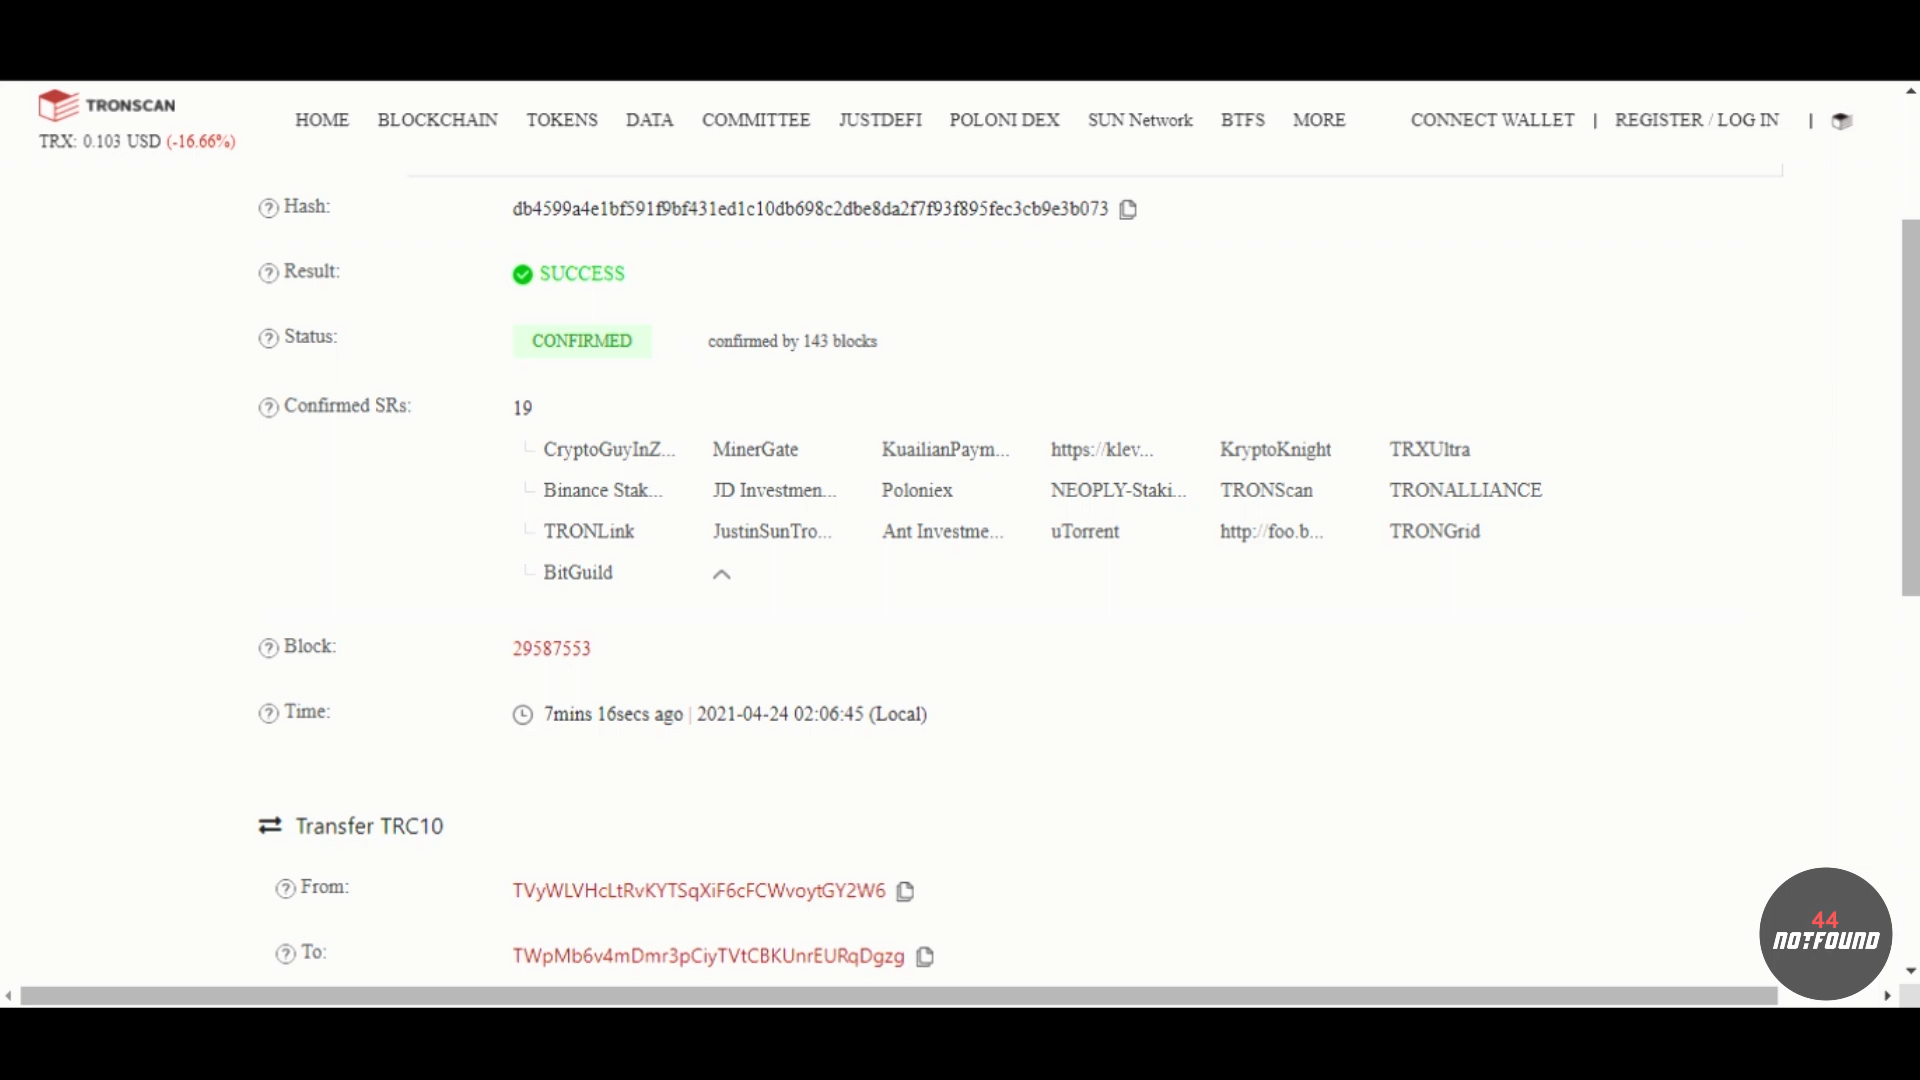 TRONSCAN
HOME BLOCKCHAIN TOKENS DATA COMMITTEE JUSTDEFI POLONI DEX SUN Network BTFS MORE CONNECT WALLET | REGISTER / LOG IN |
TRX: 0.103 USD (-16.66%)
Hash: db4599a4e1bf591f9bf431ed1c10db698c2dbe8da2f7f93f895fec3cb9e3b073
Result: SUCCESS
Status: CONFIRMED confirmed by 143 blocks
Confirmed SRs: 19
CryptoGuyInZ... MinerGate KuailianPaym... https://klev... KryptoKnight TRXUltra
Binance Stak... JD Investmen... Poloniex NEOPLY-Staki... TRONScan TRONALLIANCE
TRONLink JustinSunTro... Ant Investme... uTorrent http://foo.b... TRONGrid
BitGuild
Block: 29587553
Time: 7mins 16secs ago | 2021-04-24 02:06:45 (Local)
Transfer TRC10
From: TVyWLVHcLtRvKYTSqXiF6cFCWvoytGY2W6
To: TWpMb6v4mDmr3pCiyTVtCBKUnrEURqDgzg
44
NOTFOUND